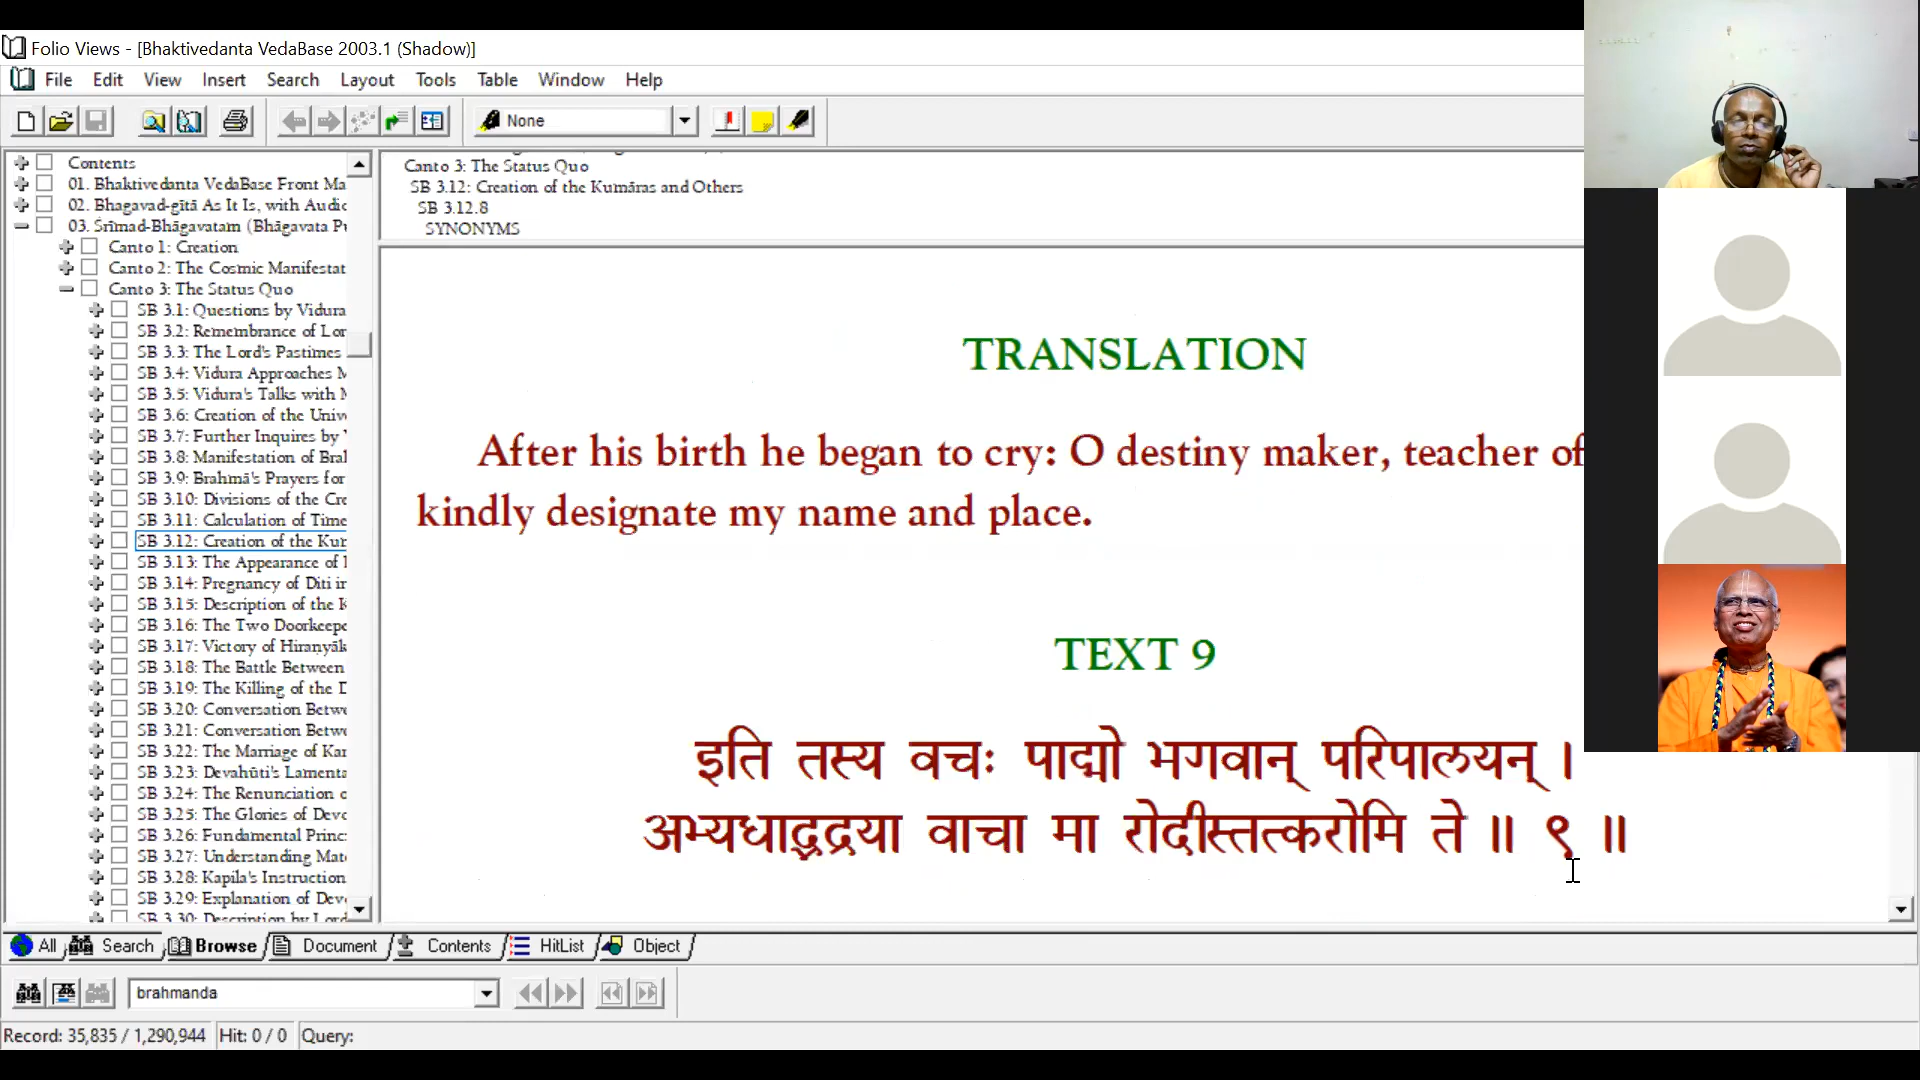 Folio Views - [Bhaktivedanta VedaBase 2003.1 (Shadow)]
File Edit View Insert Search Layout Tools Table Window Help
None
Contents
01. Bhaktivedanta VedaBase Front Ma
02. Bhagavad-gītā As It Is, with Audio
03. Śrīmad-Bhāgavatam (Bhāgavata Pu
Canto 1: Creation
Canto 2: The Cosmic Manifestat
Canto 3: The Status Quo
SB 3.1: Questions by Vidura
SB 3.2: Remembrance of Lor
SB 3.3: The Lord's Pastimes
SB 3.4: Vidura Approaches M
SB 3.5: Vidura's Talks with M
SB 3.6: Creation of the Univ
SB 3.7: Further Inquires by V
SB 3.8: Manifestation of Bral
SB 3.9: Brahmā's Prayers for
SB 3.10: Divisions of the Cre
SB 3.11: Calculation of Time
SB 3.12: Creation of the Kur
SB 3.13: The Appearance of l
SB 3.14: Pregnancy of Diti in
SB 3.15: Description of the K
SB 3.16: The Two Doorkeepe
SB 3.17: Victory of Hiraṇyāk
SB 3.18: The Battle Between
SB 3.19: The Killing of the D
SB 3.20: Conversation Betwe
SB 3.21: Conversation Betwe
SB 3.22: The Marriage of Kar
SB 3.23: Devahūti's Lamenta
SB 3.24: The Renunciation o
SB 3.25: The Glories of Devo
SB 3.26: Fundamental Princi
SB 3.27: Understanding Mate
SB 3.28: Kapila's Instruction
SB 3.29: Explanation of Devo
SB 3.30: Description by Lord
Canto 3: The Status Quo
SB 3.12: Creation of the Kumāras and Others
SB 3.12.8
SYNONYMS
TRANSLATION
After his birth he began to cry: O destiny maker, teacher of
kindly designate my name and place.
TEXT 9
इति तस्य वचः पाद्मो भगवान् परिपालयन् ।
अभ्यधाद्भद्रया वाचा मा रोदीस्तत्करोमि ते ॥ ९ ॥
All Search Browse Document Contents HitList Object
brahmanda
Record: 35,835 / 1,290,944 Hit: 0 / 0 Query: